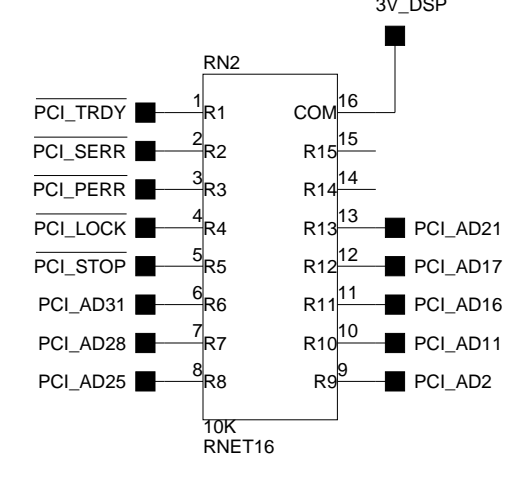 3V_DSP
RN2
PCI_TRDY 1 R1 COM 16
PCI_SERR 2 R2 R15 15
PCI_PERR 3 R3 R14 14
PCI_LOCK 4 R4 R13 13 PCI_AD21
PCI_STOP 5 R5 R12 12 PCI_AD17
PCI_AD31 6 R6 R11 11 PCI_AD16
PCI_AD28 7 R7 R10 10 PCI_AD11
PCI_AD25 8 R8 R9 9 PCI_AD2
10K
RNET16